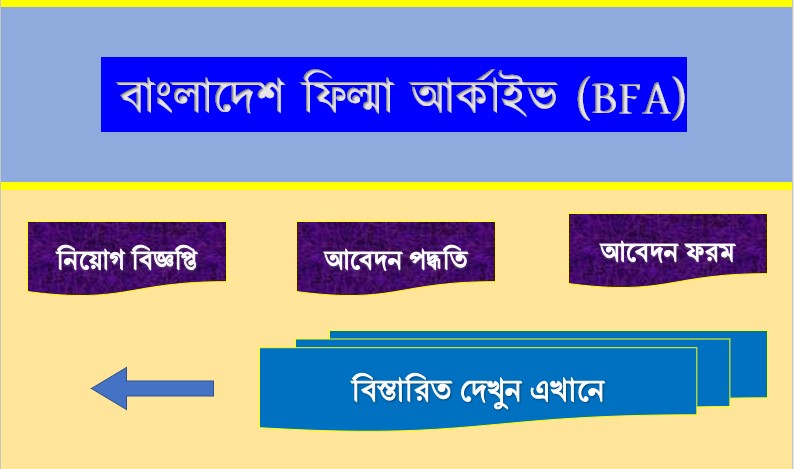 বাংলাদেশ ফিল্মা আর্কাইভ (BFA)
নিয়োগ বিজ্ঞপ্তি
আবেদন পদ্ধতি
আবেদন ফরম
বিস্তারিত দেখুন এখানে